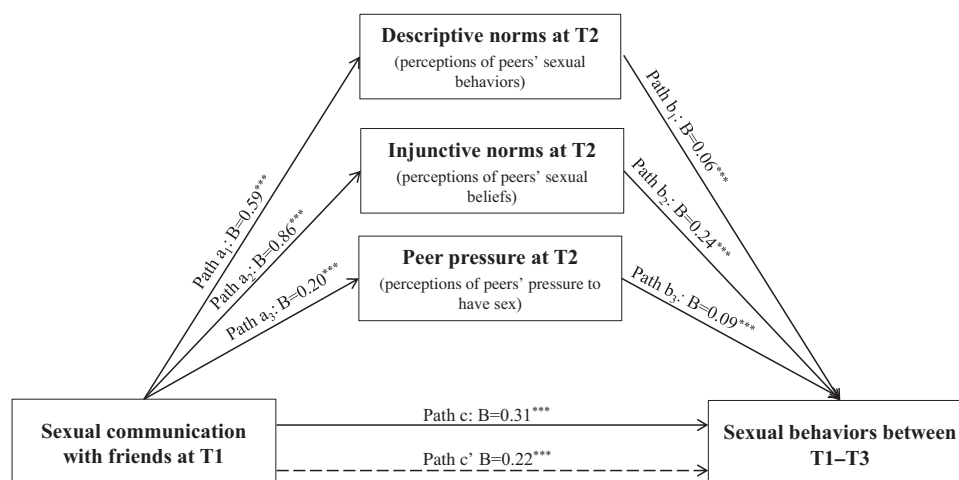 Descriptive norms at T2
(perceptions of peers’ sexual
behaviors)
Injunctive norms at T2
(perceptions of peers’ sexual
beliefs)
Peer pressure at T2
(perceptions of peers’ pressure to
have sex)
Path a₁: B=0.59***
Path a₂: B=0.86***
Path a₃: B=0.20***
Path b₁: B=0.06***
Path b₂: B=0.24***
Path b₃: B=0.09***
Sexual communication
with friends at T1
Path c: B=0.31***
Path c’ B=0.22***
Sexual behaviors between
T1–T3